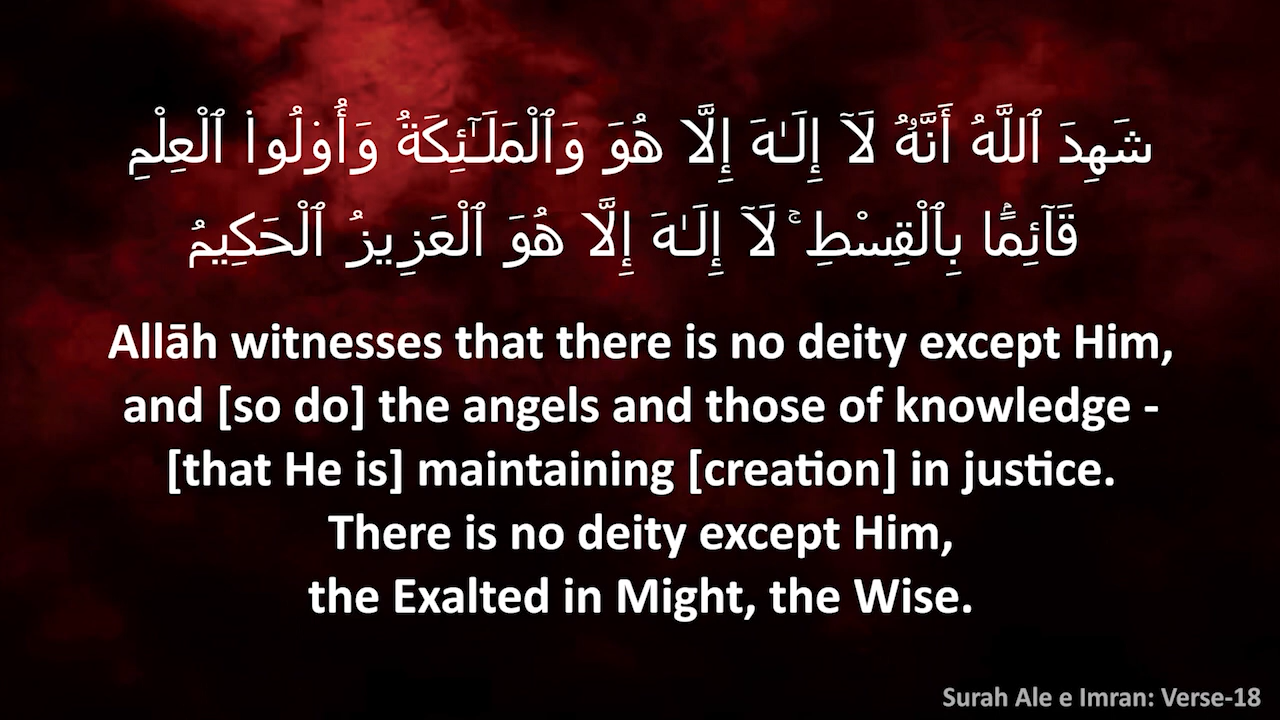 شَهِدَ ٱللَّهُ أَنَّهُۥ لَآ إِلَـٰهَ إِلَّا هُوَ وَٱلْمَلَـٰٓئِكَةُ وَأُو۟لُوا۟ ٱلْعِلْمِ
قَآئِمًۢا بِٱلْقِسْطِ ۚ لَآ إِلَـٰهَ إِلَّا هُوَ ٱلْعَزِيزُ ٱلْحَكِيمُ
Allāh witnesses that there is no deity except Him,
and [so do] the angels and those of knowledge -
[that He is] maintaining [creation] in justice.
There is no deity except Him,
the Exalted in Might, the Wise.
Surah Ale e Imran: Verse-18